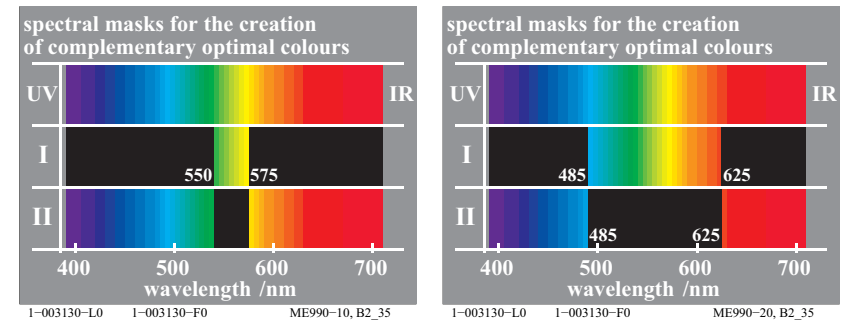 spectral masks for the creation
of complementary optimal colours
UV IR
I 550 575
II
400 500 600 700
wavelength /nm
1−003130−L0 1−003130−F0 ME990−10, B2_35
spectral masks for the creation
of complementary optimal colours
UV IR
I 485 625
II 485 625
400 500 600 700
wavelength /nm
1−003130−L0 1−003130−F0 ME990−20, B2_35